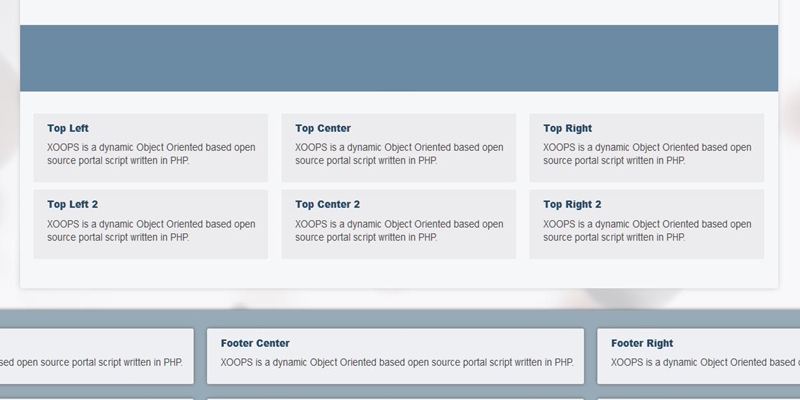 Top Left
XOOPS is a dynamic Object Oriented based open
source portal script written in PHP.
Top Center
XOOPS is a dynamic Object Oriented based open
source portal script written in PHP.
Top Right
XOOPS is a dynamic Object Oriented based open
source portal script written in PHP.
Top Left 2
XOOPS is a dynamic Object Oriented based open
source portal script written in PHP.
Top Center 2
XOOPS is a dynamic Object Oriented based open
source portal script written in PHP.
Top Right 2
XOOPS is a dynamic Object Oriented based open
source portal script written in PHP.
sed open source portal script written in PHP.
Footer Center
XOOPS is a dynamic Object Oriented based open source portal script written in PHP.
Footer Right
XOOPS is a dynamic Object Oriented based